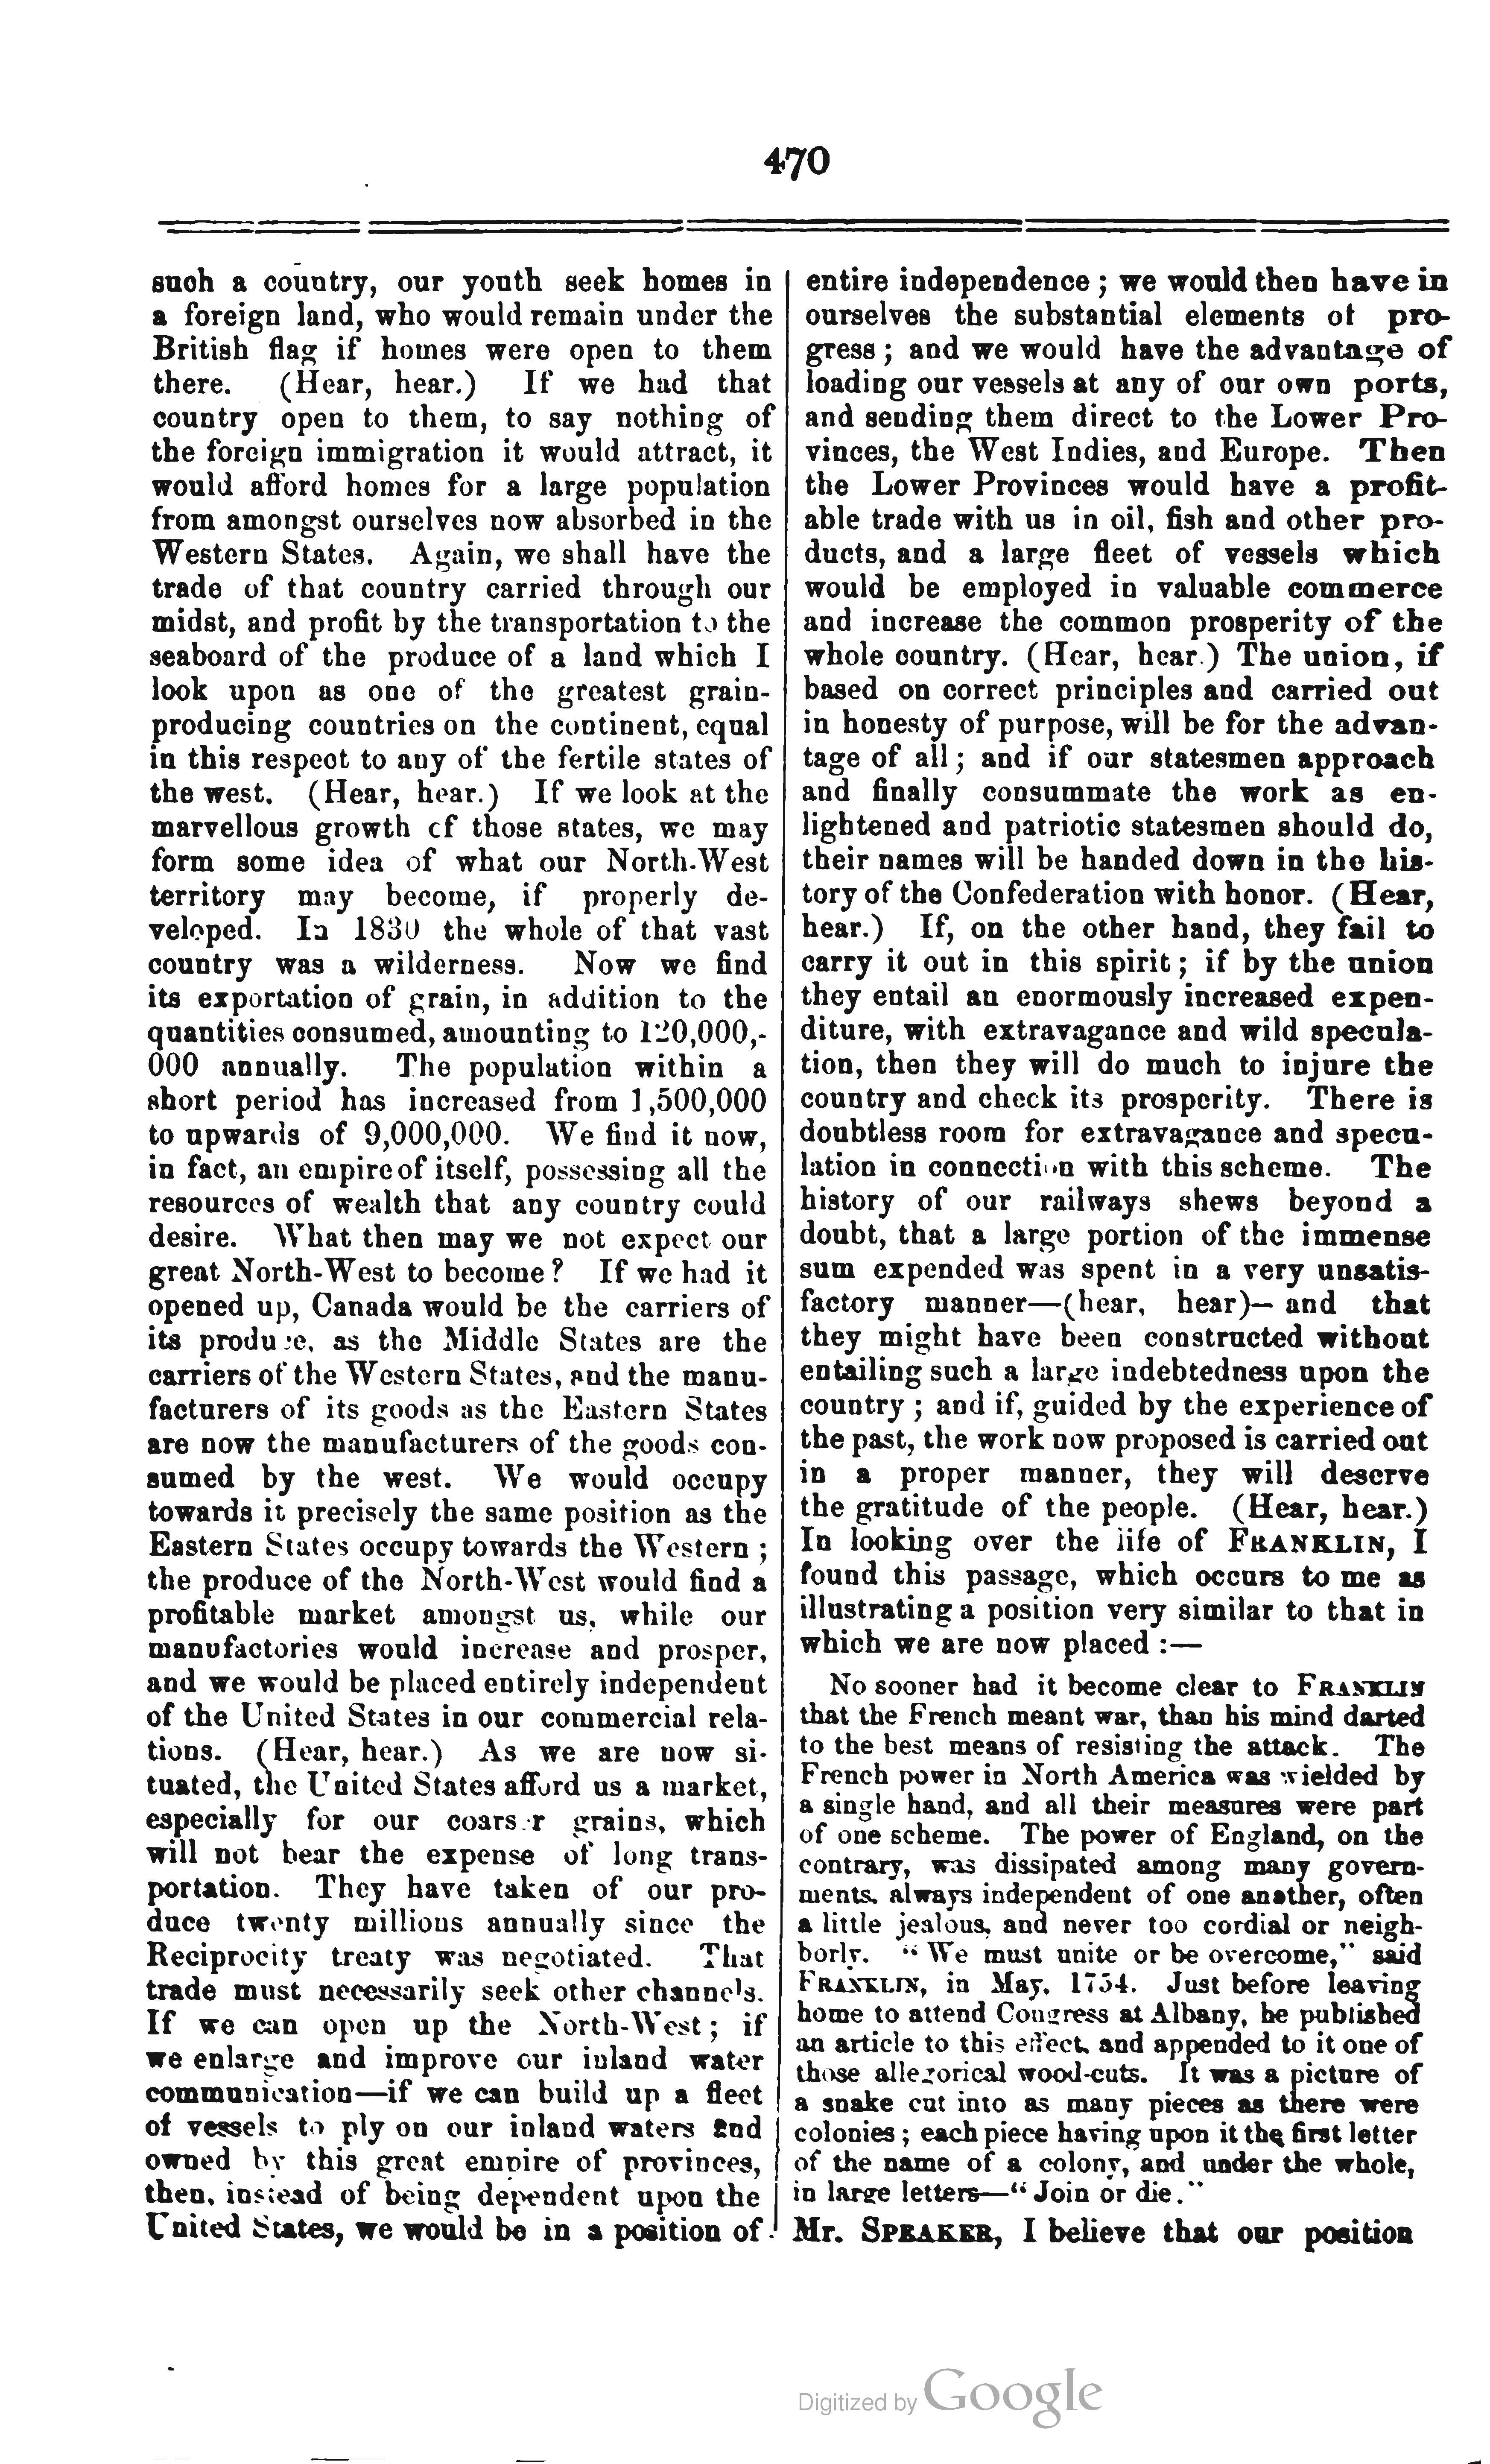 470
such a country, our youth seek homes in
a foreign land, who would remain under the
British flag if homes were open to them
there. (Hear, hear.) If we had that
country open to them, to say nothing of
the foreign immigration it would attract, it
would afford homes for a large population
from amongst ourselves now absorbed in the
Western States. Again, we shall have the
trade of that country carried through our
midst, and profit by the transportation to the
seaboard of the produce of a land which I
look upon as one of the greatest grain-
producing countries on the continent, equal
in this respect to any of the fertile states of
the west. (Hear, hear.) If we look at the
marvellous growth of those states, we may
form some idea of what our North-West
territory may become, if properly de-
veloped. In 1830 the whole of that vast
country was a wilderness. Now we find
its exportation of grain, in addition to the
quantities consumed, amounting to 120,000,-
000 annually. The population within a
short period has increased from 1,500,000
to upwards of 9,000,000. We find it now,
in fact, an empire of itself, possessing all the
resources of wealth that any country could
desire. What then may we not expect our
great North-West to become? If we had it
opened up, Canada would be the carriers of
its produce, as the Middle States are the
carriers of the Western States, and the manu-
facturers of its goods as the Eastern States
are now the manufacturers of the goods con-
sumed by the west. We would occupy
towards it precisely the same position as the
Eastern States occupy towards the Western;
the produce of the North-West would find a
profitable market amongst us, while our
manufactories would increase and prosper,
and we would be placed entirely independent
of the United States in our commercial rela-
tions. (Hear, hear.) As we are now si-
tuated, the United States afford us a market,
especially for our coarser grains, which
will not bear the expense of long trans-
portation. They have taken of our pro-
duce twenty millions annually since the
Reciprocity treaty was negotiated. That
trade must necessarily seek other channels.
If we can open up the North-West; if
we enlarge and improve our inland water
communication—if we can build up a fleet
of vessels to ply on our inland waters and
owned by this great empire of provinces,
then, instead of being dependent upon the
United States, we would be in a position of
entire independence; we would then have in
ourselves the substantial elements of pro-
gress; and we would have the advantage of
loading our vessels at any of our own ports,
and sending them direct to the Lower Pro-
vinces, the West Indies, and Europe. Then
the Lower Provinces would have a profit-
able trade with us in oil, fish and other pro-
ducts, and a large fleet of vessels which
would be employed in valuable commerce
and increase the common prosperity of the
whole country. (Hear, hear.) The union, if
based on correct principles and carried out
in honesty of purpose, will be for the advan-
tage of all; and if our statesmen approach
and finally consummate the work as en-
lightened and patriotic statesmen should do,
their names will be handed down in the his-
tory of the Confederation with honor. (Hear,
hear.) If, on the other hand, they fail to
carry it out in this spirit; if by the union
they entail an enormously increased expen-
diture, with extravagance and wild specula-
tion, then they will do much to injure the
country and check its prosperity. There is
doubtless room for extravagance and specu-
lation in connection with this scheme. The
history of our railways shews beyond a
doubt, that a large portion of the immense
sum expended was spent in a very unsatis-
factory manner—(hear, hear)—and that
they might have been constructed without
entailing such a large indebtedness upon the
country; and if, guided by the experience of
the past, the work now proposed is carried out
in a proper manner, they will deserve
the gratitude of the people. (Hear, hear.)
In looking over the life of FRANKLIN, I
found this passage, which occurs to me as
illustrating a position very similar to that in
which we are now placed :—
No sooner had it become clear to FRANKLIN
that the French meant war, than his mind darted
to the best means of resisting the attack. The
French power in North America was wielded by
a single hand, and all their measures were part
of one scheme. The power of England, on the
contrary, was dissipated among many govern-
ments, always independent of one another, often
a little jealous, and never too cordial or neigh-
borly. "We must unite or be overcome," said
FRANKLIN, in May, 1754. Just before leaving
home to attend Congress at Albany, he published
an article to this effect, and appended to it one of
those allegorical wood-cuts. It was a picture of
a snake cut into as many pieces as there were
colonies; each piece having upon it the first letter
of the name of a colony, and under the whole,
in large letters—"Join or die."
Mr. SPEAKER, I believe that our position
Digitized by Google